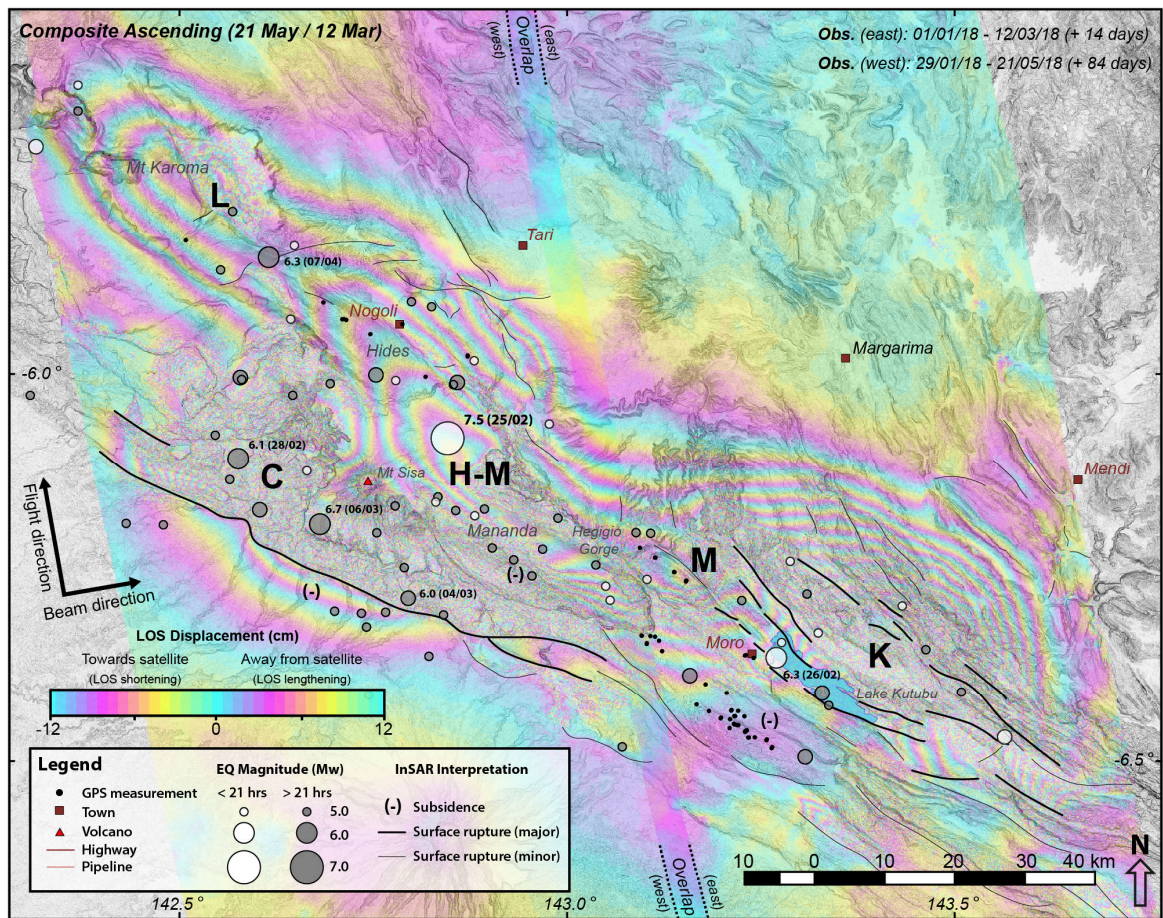 Composite Ascending (21 May / 12 Mar)
(west)
Overlap
(east)
Obs. (east): 01/01/18 - 12/03/18 (+ 14 days)
Obs. (west): 29/01/18 - 21/05/18 (+ 84 days)
Mt Karoma
L
Tari
6.3 (07/04)
Nogoli
Hides
Margarima
-6.0 °
7.5 (25/02)
6.1 (28/02)
C
Mt Sisa
H-M
Mendi
6.7 (06/03)
Mananda
Hegigio
Gorge
M
Flight direction
Beam direction
(-)
(-)
6.0 (04/03)
LOS Displacement (cm)
Towards satellite
(LOS shortening)
Away from satellite
(LOS lengthening)
-12
0
12
Moro
K
6.3 (26/02)
Lake Kutubu
(-)
-6.5 °
Legend
GPS measurement
Town
Volcano
Highway
Pipeline
EQ Magnitude (Mw)
< 21 hrs
> 21 hrs
5.0
6.0
7.0
InSAR Interpretation
(-) Subsidence
Surface rupture (major)
Surface rupture (minor)
(west)
Overlap
(east)
10 0 10 20 30 40 km
N
142.5 °
143.0 °
143.5 °